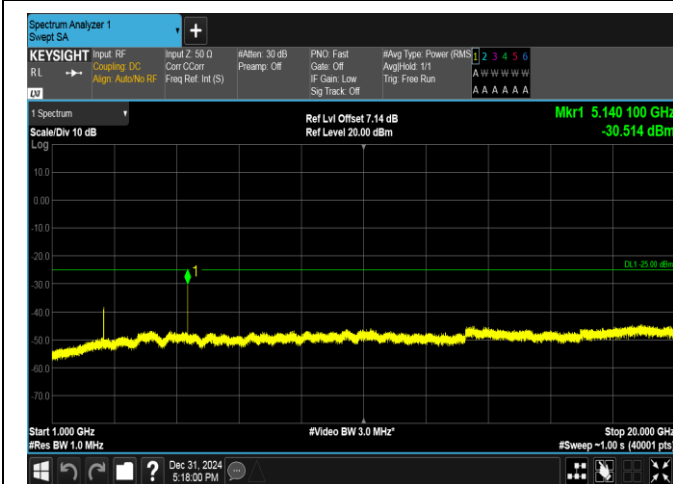 Spectrum Analyzer 1
Swept SA
+
KEYSIGHT
RL
LXI
Input: RF
Coupling: DC
Align: Auto/No RF
Input Z: 50 Ω
Corr CCorr
Freq Ref: Int (S)
#Atten: 30 dB
Preamp: Off
PNO: Fast
Gate: Off
IF Gain: Low
Sig Track: Off
#Avg Type: Power (RMS
Avg|Hold: 1/1
Trig: Free Run
1 2 3 4 5 6
A W W W W W
A A A A A A
1 Spectrum
Scale/Div 10 dB
Log
Ref Lvl Offset 7.14 dB
Ref Level 20.00 dBm
Mkr1 5.140 100 GHz
-30.514 dBm
10.0
0.00
-10.0
-20.0
-30.0
-40.0
-50.0
-60.0
-70.0
1
DL1 -25.00 dBm
Start 1.000 GHz
#Res BW 1.0 MHz
#Video BW 3.0 MHz*
Stop 20.000 GHz
#Sweep ~1.00 s (40001 pts)
?
Dec 31, 2024
5:18:00 PM